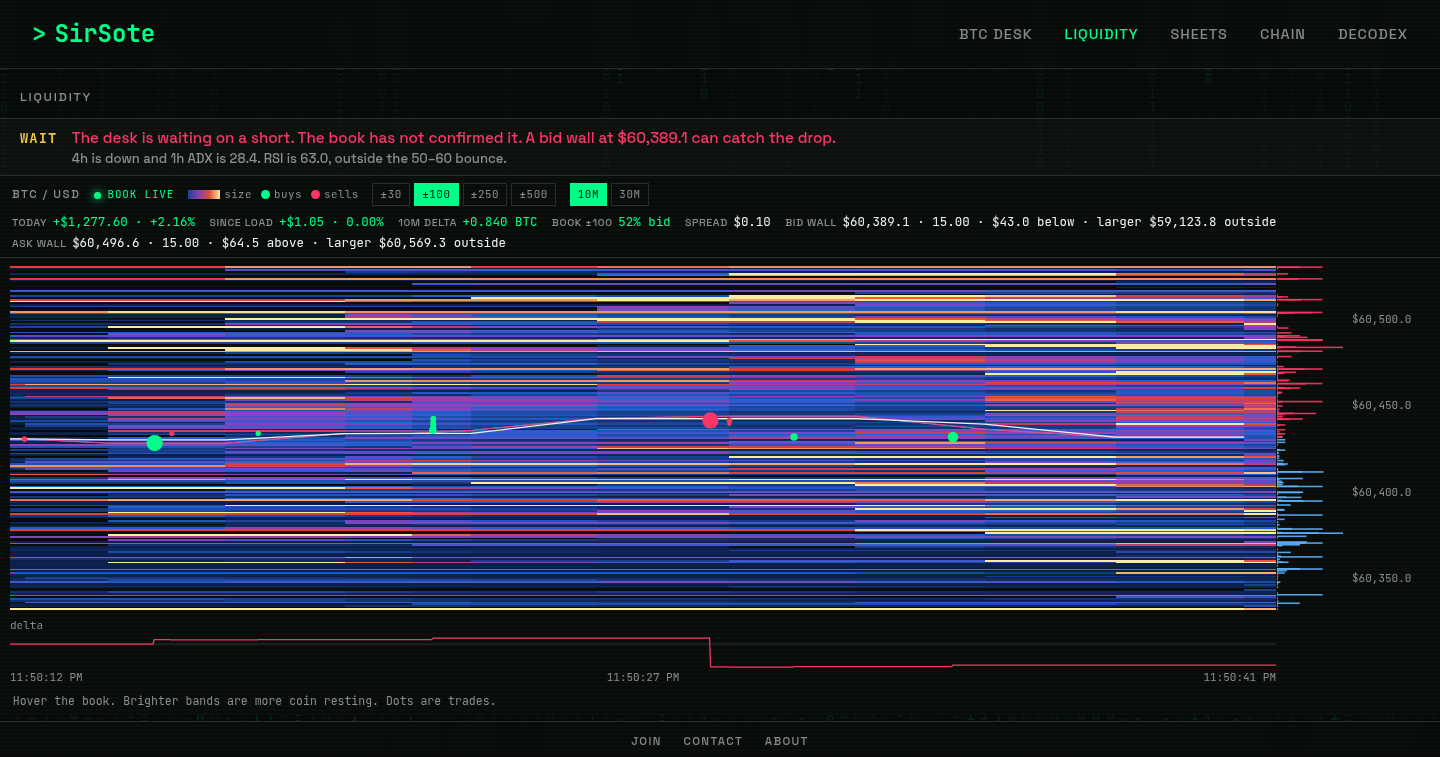 > SirSote
BTC DESK LIQUIDITY SHEETS CHAIN DECODEX
LIQUIDITY
WAIT The desk is waiting on a short. The book has not confirmed it. A bid wall at $60,389.1 can catch the drop.
4h is down and 1h ADX is 28.4. RSI is 63.0, outside the 50–60 bounce.
BTC / USD BOOK LIVE size buys sells ±30 ±100 ±250 ±500 10M 30M
TODAY +$1,277.60 · +2.16% SINCE LOAD +$1.05 · 0.00% 10M DELTA +0.840 BTC BOOK ±100 52% bid SPREAD $0.10 BID WALL $60,389.1 · 15.00 · $43.0 below · larger $59,123.8 outside
ASK WALL $60,496.6 · 15.00 · $64.5 above · larger $60,569.3 outside
$60,500.0
$60,450.0
$60,400.0
$60,350.0
delta
11:50:12 PM 11:50:27 PM 11:50:41 PM
Hover the book. Brighter bands are more coin resting. Dots are trades.
JOIN CONTACT ABOUT